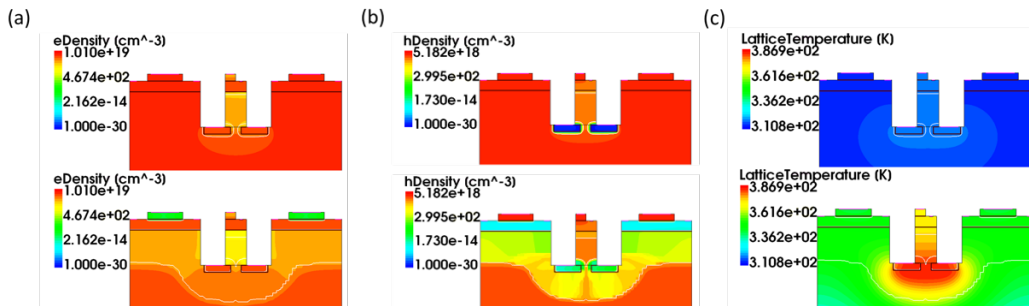 (a)
(b)
(c)
eDensity (cm^-3)
1.010e+19
4.674e+02
2.162e-14
1.000e-30
hDensity (cm^-3)
5.182e+18
2.995e+02
1.730e-14
1.000e-30
LatticeTemperature (K)
3.869e+02
3.616e+02
3.362e+02
3.108e+02
eDensity (cm^-3)
1.010e+19
4.674e+02
2.162e-14
1.000e-30
hDensity (cm^-3)
5.182e+18
2.995e+02
1.730e-14
1.000e-30
LatticeTemperature (K)
3.869e+02
3.616e+02
3.362e+02
3.108e+02